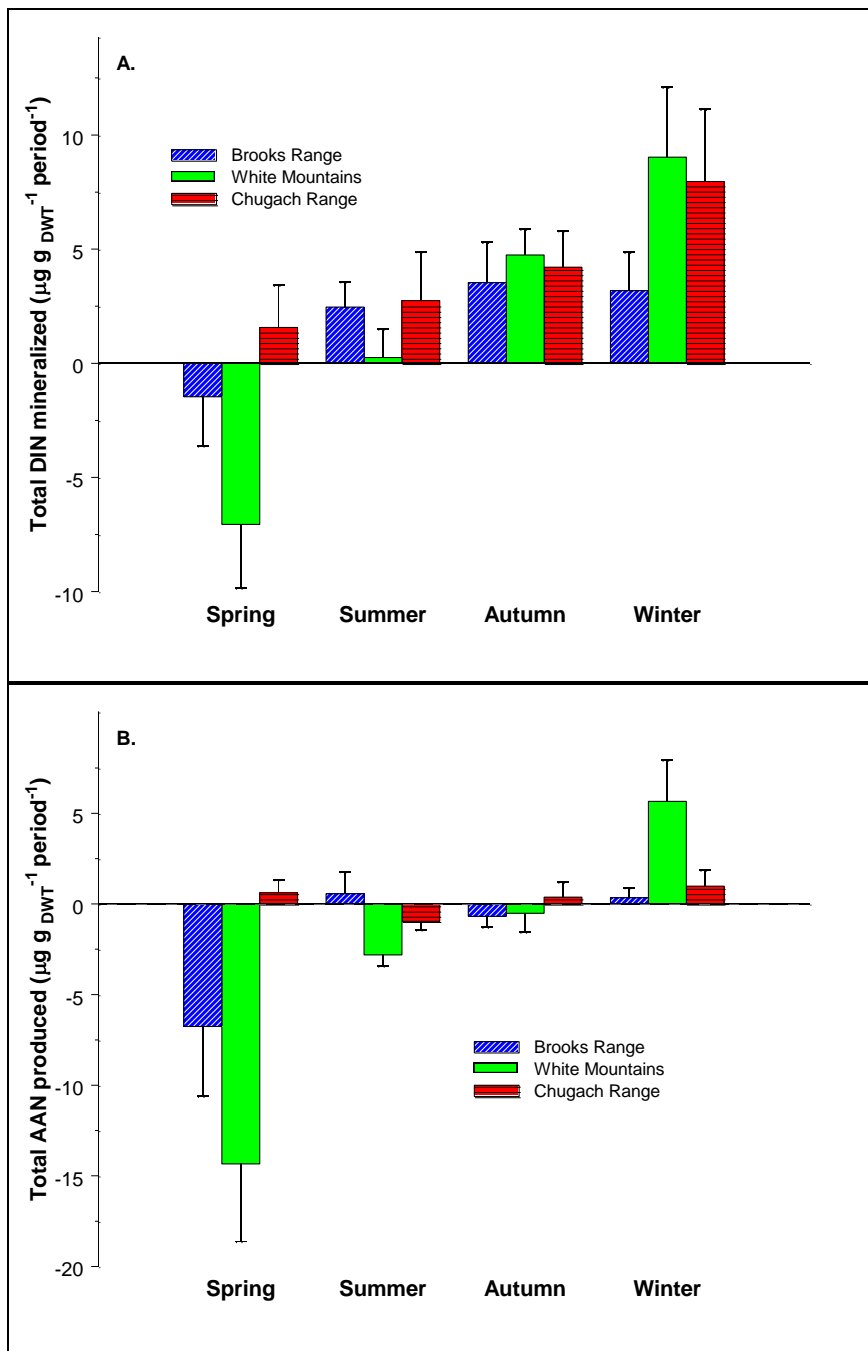 A.
Total DIN mineralized (µg g DWT-1 period-1)
Brooks Range
White Mountains
Chugach Range
10
5
0
-5
-10
Spring Summer Autumn Winter
B.
Total AAN produced (µg g DWT-1 period-1)
5
0
-5
-10
-15
-20
Brooks Range
White Mountains
Chugach Range
Spring Summer Autumn Winter